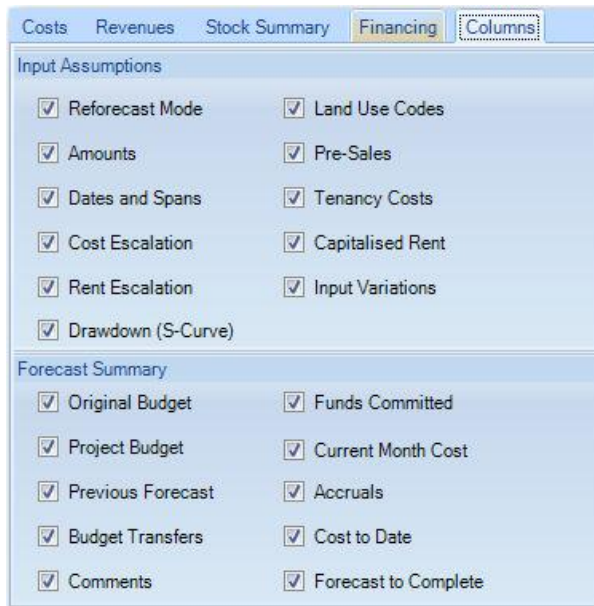 Costs Revenues Stock Summary Financing Columns
Input Assumptions
Reforecast Mode Land Use Codes
Amounts Pre-Sales
Dates and Spans Tenancy Costs
Cost Escalation Capitalised Rent
Rent Escalation Input Variations
Drawdown (S-Curve)
Forecast Summary
Original Budget Funds Committed
Project Budget Current Month Cost
Previous Forecast Accruals
Budget Transfers Cost to Date
Comments Forecast to Complete